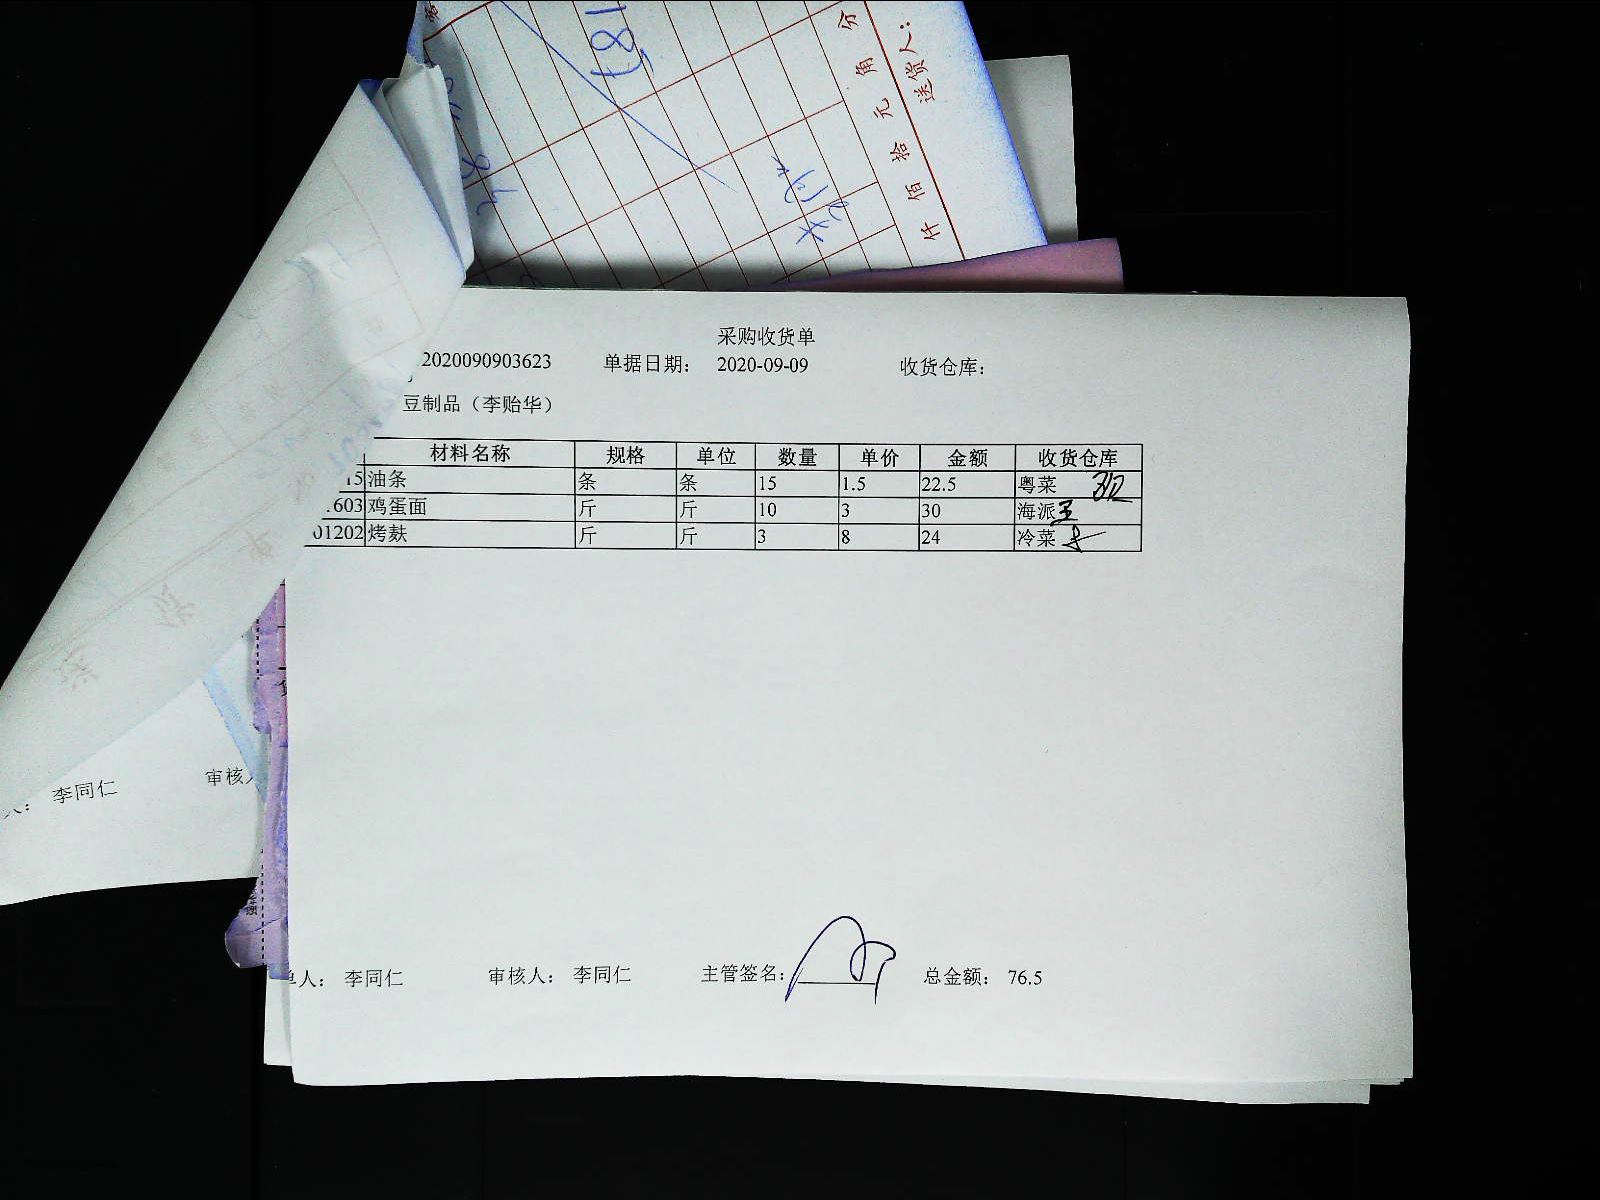 分
角
元
拾
佰
仟
送货人：
采购收货单
2020090903623 单据日期： 2020-09-09 收货仓库：
豆制品（李贻华）
材料名称 规格 单位 数量 单价 金额 收货仓库
15 油条 条 条 15 1.5 22.5 粤菜
603 鸡蛋面 斤 斤 10 3 30 海派
01202 烤麸 斤 斤 3 8 24 冷菜
人： 李同仁 审核人
单人： 李同仁 审核人： 李同仁 主管签名： 总金额： 76.5